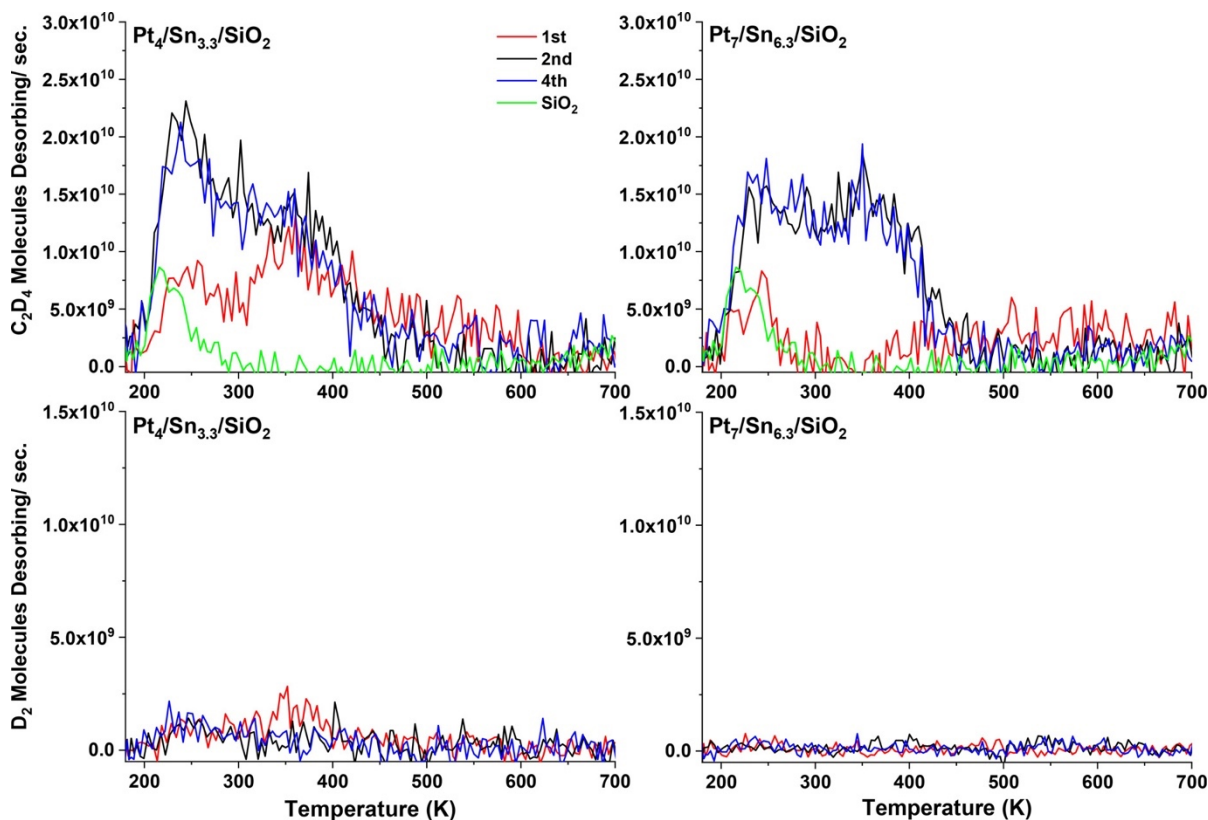 Pt4/Sn3.3/SiO2
1st
2nd
4th
SiO2
C2D4 Molecules Desorbing/ sec.
3.0x10^10
2.5x10^10
2.0x10^10
1.5x10^10
1.0x10^10
5.0x10^9
0.0
200 300 400 500 600 700
Pt7/Sn6.3/SiO2
3.0x10^10
2.5x10^10
2.0x10^10
1.5x10^10
1.0x10^10
5.0x10^9
0.0
200 300 400 500 600 700
Pt4/Sn3.3/SiO2
D2 Molecules Desorbing/ sec.
1.5x10^10
1.0x10^10
5.0x10^9
0.0
200 300 400 500 600 700
Temperature (K)
Pt7/Sn6.3/SiO2
1.5x10^10
1.0x10^10
5.0x10^9
0.0
200 300 400 500 600 700
Temperature (K)